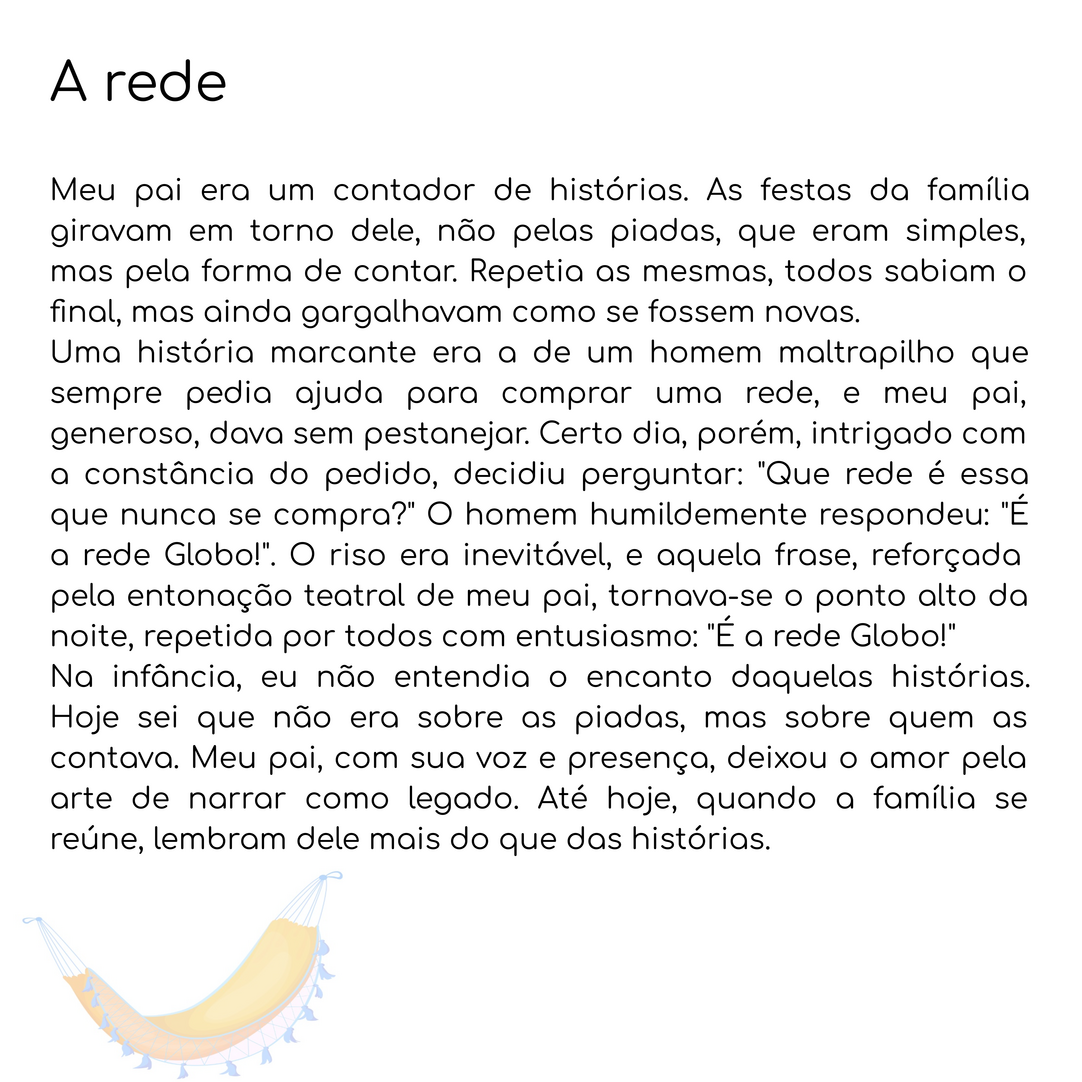 A rede
Meu pai era um contador de histórias. As festas da família
giravam em torno dele, não pelas piadas, que eram simples,
mas pela forma de contar. Repetia as mesmas, todos sabiam o
final, mas ainda gargalhavam como se fossem novas.
Uma história marcante era a de um homem maltrapilho que
sempre pedia ajuda para comprar uma rede, e meu pai,
generoso, dava sem pestanejar. Certo dia, porém, intrigado com
a constância do pedido, decidiu perguntar: "Que rede é essa
que nunca se compra?" O homem humildemente respondeu: "É
a rede Globo!". O riso era inevitável, e aquela frase, reforçada
pela entonação teatral de meu pai, tornava-se o ponto alto da
noite, repetida por todos com entusiasmo: "É a rede Globo!"
Na infância, eu não entendia o encanto daquelas histórias.
Hoje sei que não era sobre as piadas, mas sobre quem as
contava. Meu pai, com sua voz e presença, deixou o amor pela
arte de narrar como legado. Até hoje, quando a família se
reúne, lembram dele mais do que das histórias.